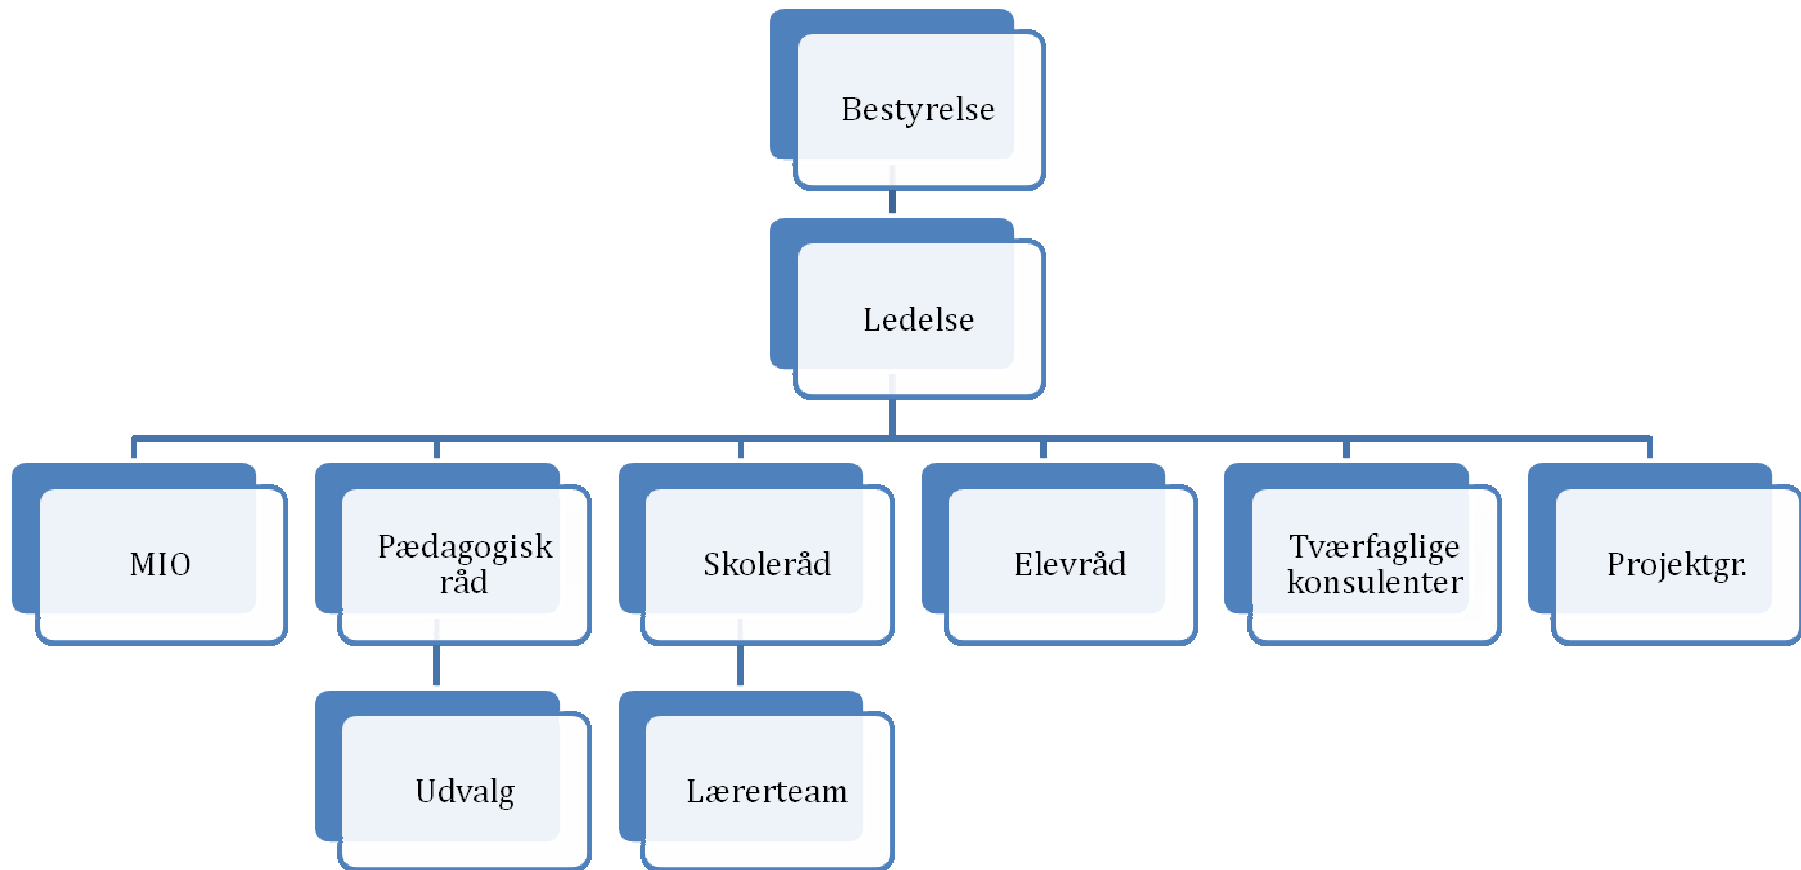 Bestyrelse
Ledelse
MIO
Pædagogisk
råd
Skoleråd
Elevråd
Tværfaglige
konsulenter
Projektgr.
Udvalg
Lærerteam